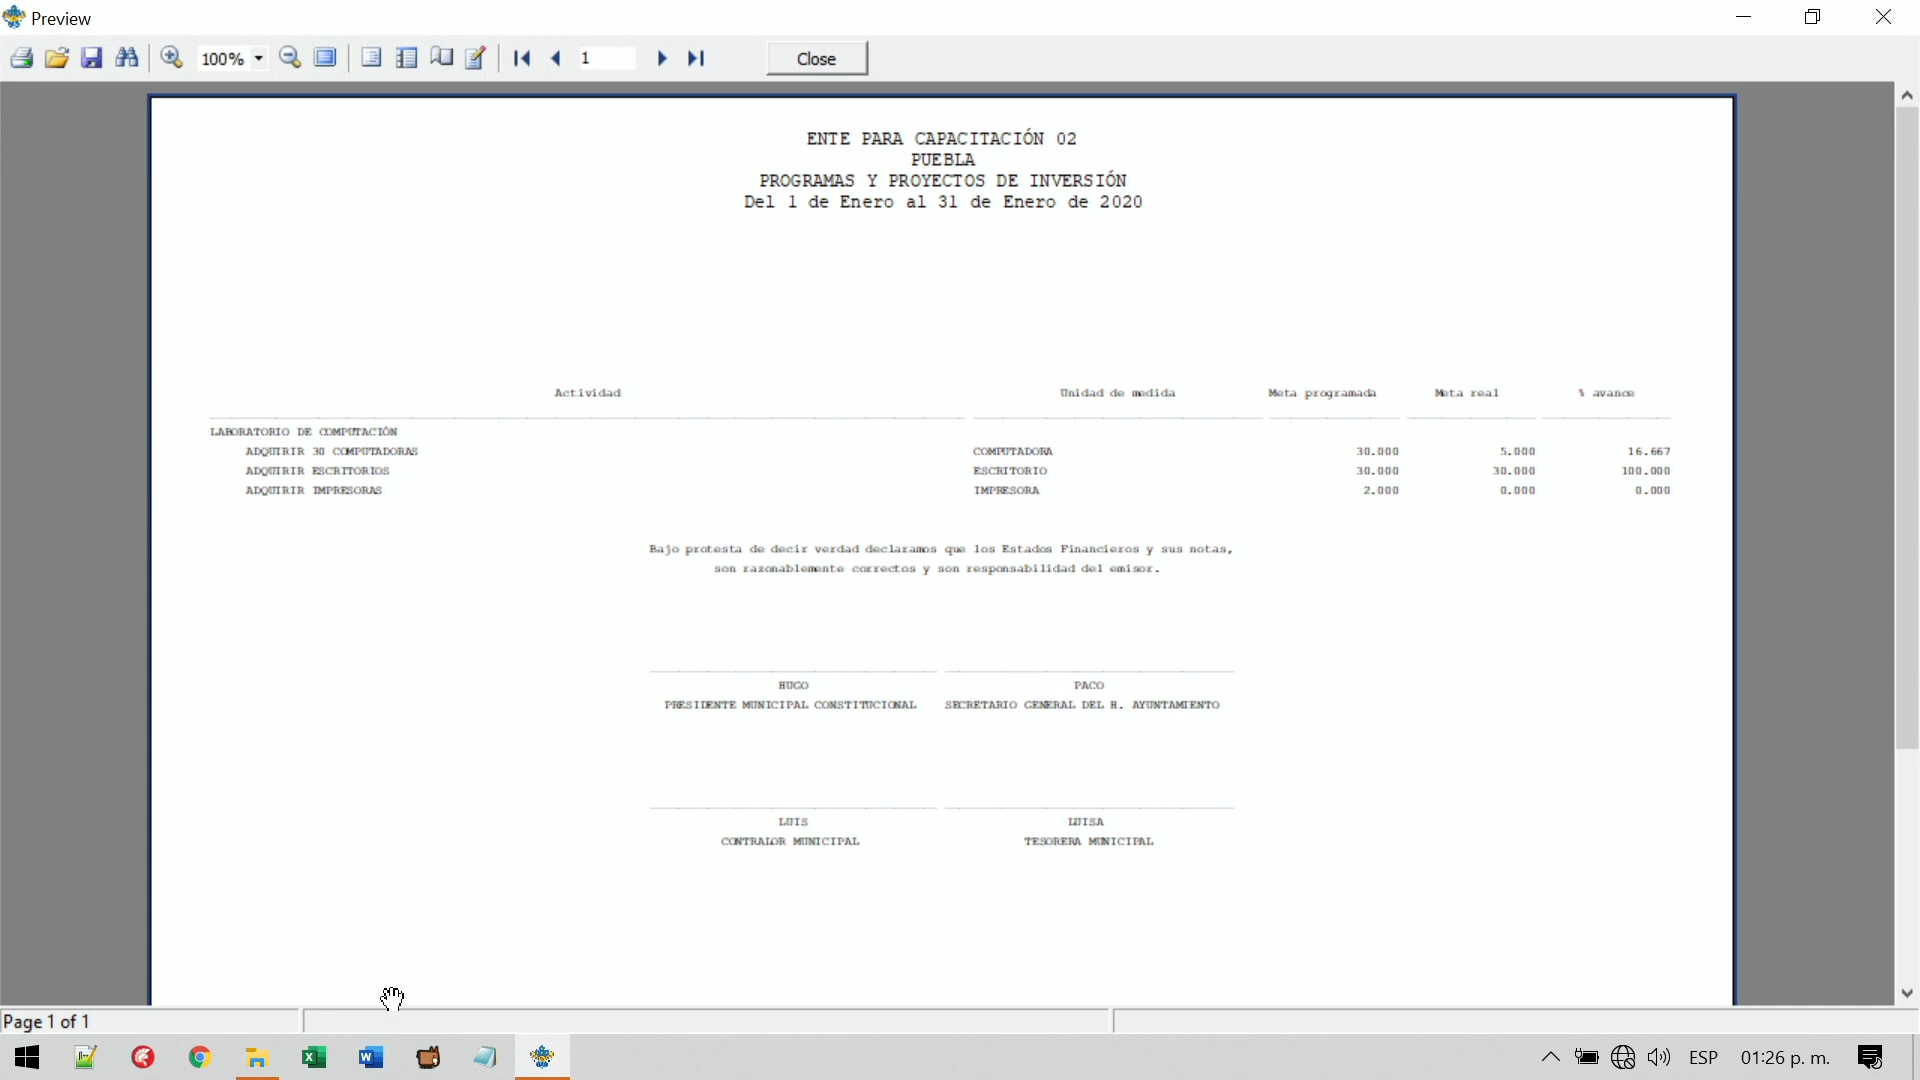 Preview
100%
1
Close
ENTE PARA CAPACITACIÓN 02
PUEBLA
PROGRAMAS Y PROYECTOS DE INVERSIÓN
Del 1 de Enero al 31 de Enero de 2020
Actividad Unidad de medida Meta programada Meta real % avance
LABORATORIO DE COMPUTACIÓN
ADQUIRIR 30 COMPUTADORAS COMPUTADORA 30.000 5.000 16.667
ADQUIRIR ESCRITORIOS ESCRITORIO 30.000 30.000 100.000
ADQUIRIR IMPRESORAS IMPRESORA 2.000 0.000 0.000
Bajo protesta de decir verdad declaramos que los Estados Financieros y sus notas,
son razonablemente correctos y son responsabilidad del emisor.
HUGO PACO
PRESIDENTE MUNICIPAL CONSTITUCIONAL SECRETARIO GENERAL DEL H. AYUNTAMIENTO
LUIS LUISA
CONTRALOR MUNICIPAL TESORERA MUNICIPAL
Page 1 of 1
ESP 01:26 p. m.